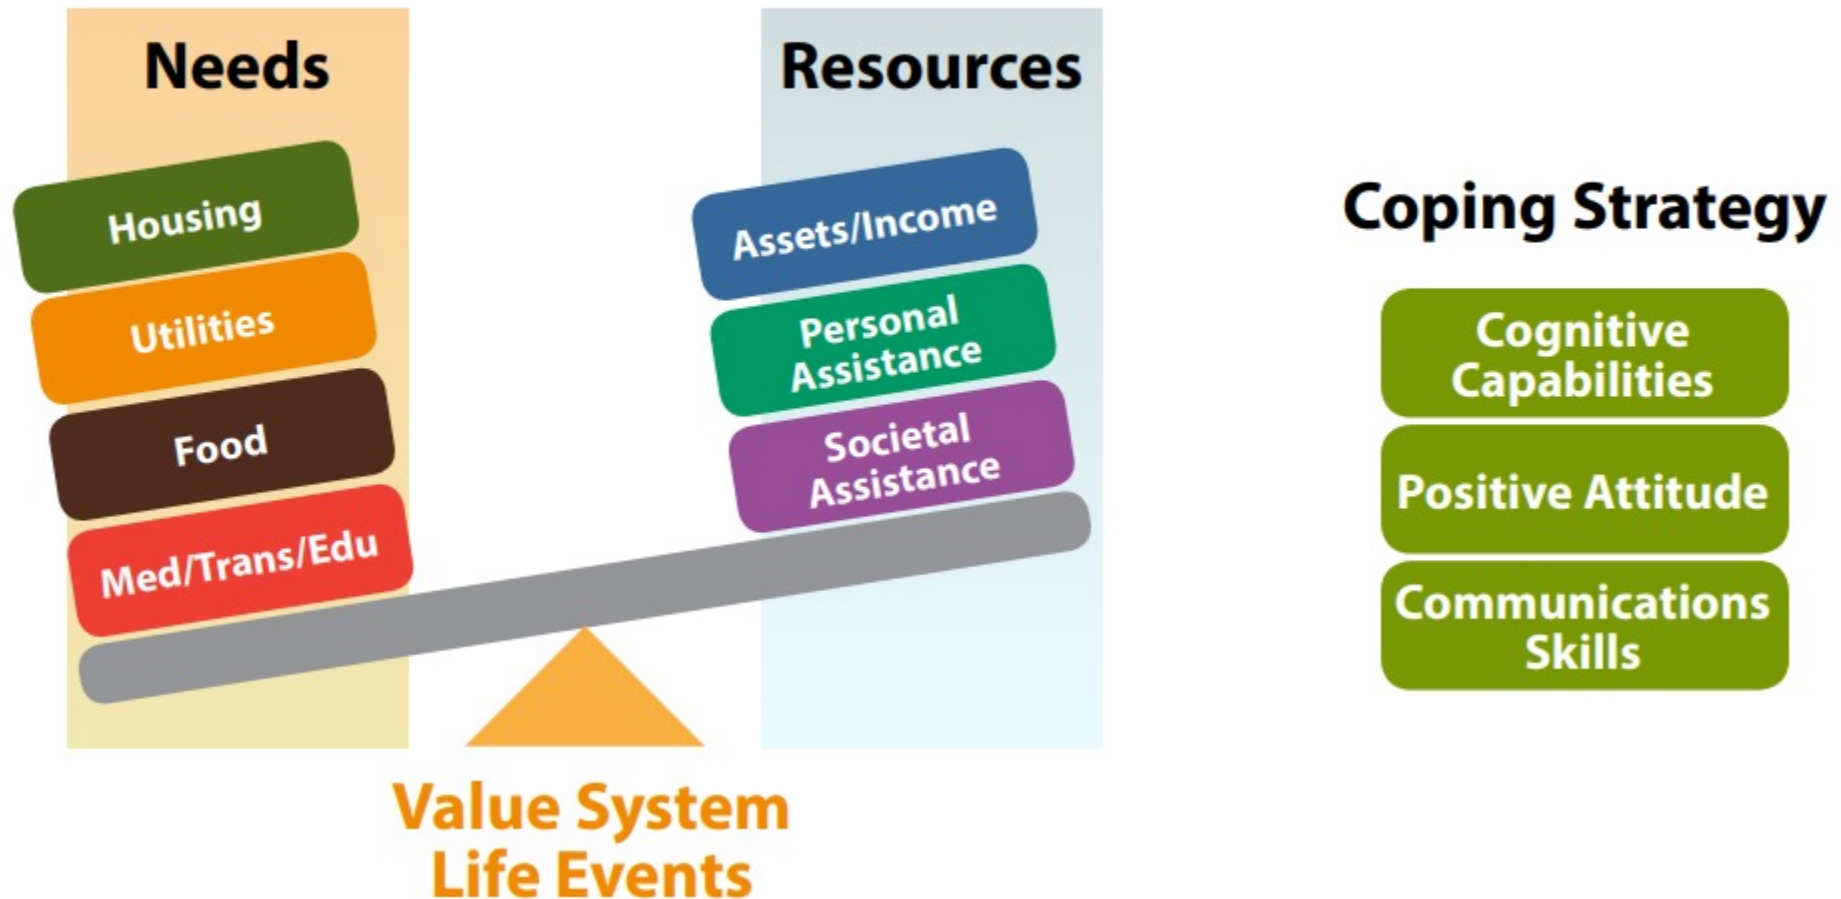 Needs
Housing
Utilities
Food
Med/Trans/Edu
Resources
Assets/Income
Personal
Assistance
Societal
Assistance
Value System
Life Events
Coping Strategy
Cognitive
Capabilities
Positive Attitude
Communications
Skills